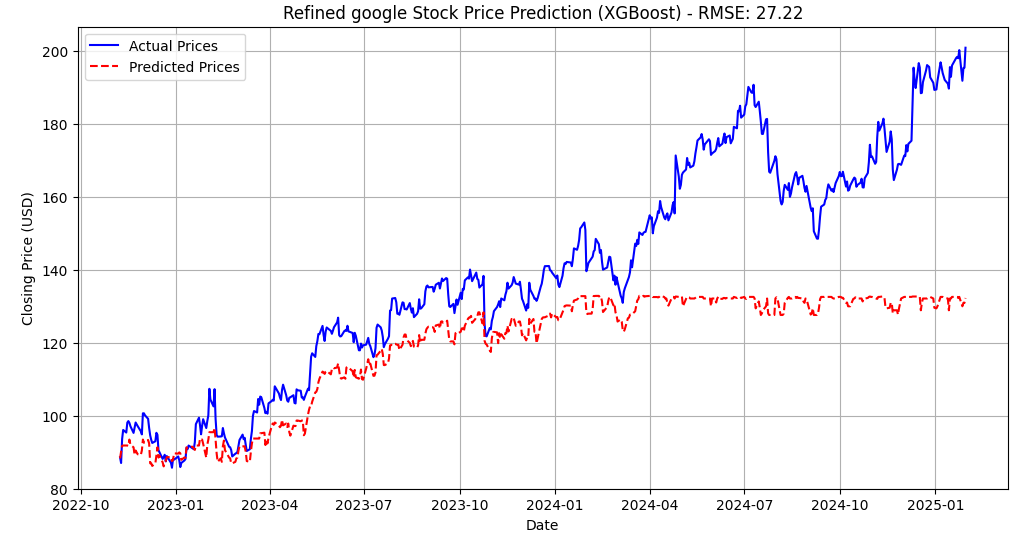 Refined google Stock Price Prediction (XGBoost) - RMSE: 27.22
Actual Prices
Predicted Prices
Closing Price (USD)
200
180
160
140
120
100
80
2022-10 2023-01 2023-04 2023-07 2023-10 2024-01 2024-04 2024-07 2024-10 2025-01
Date